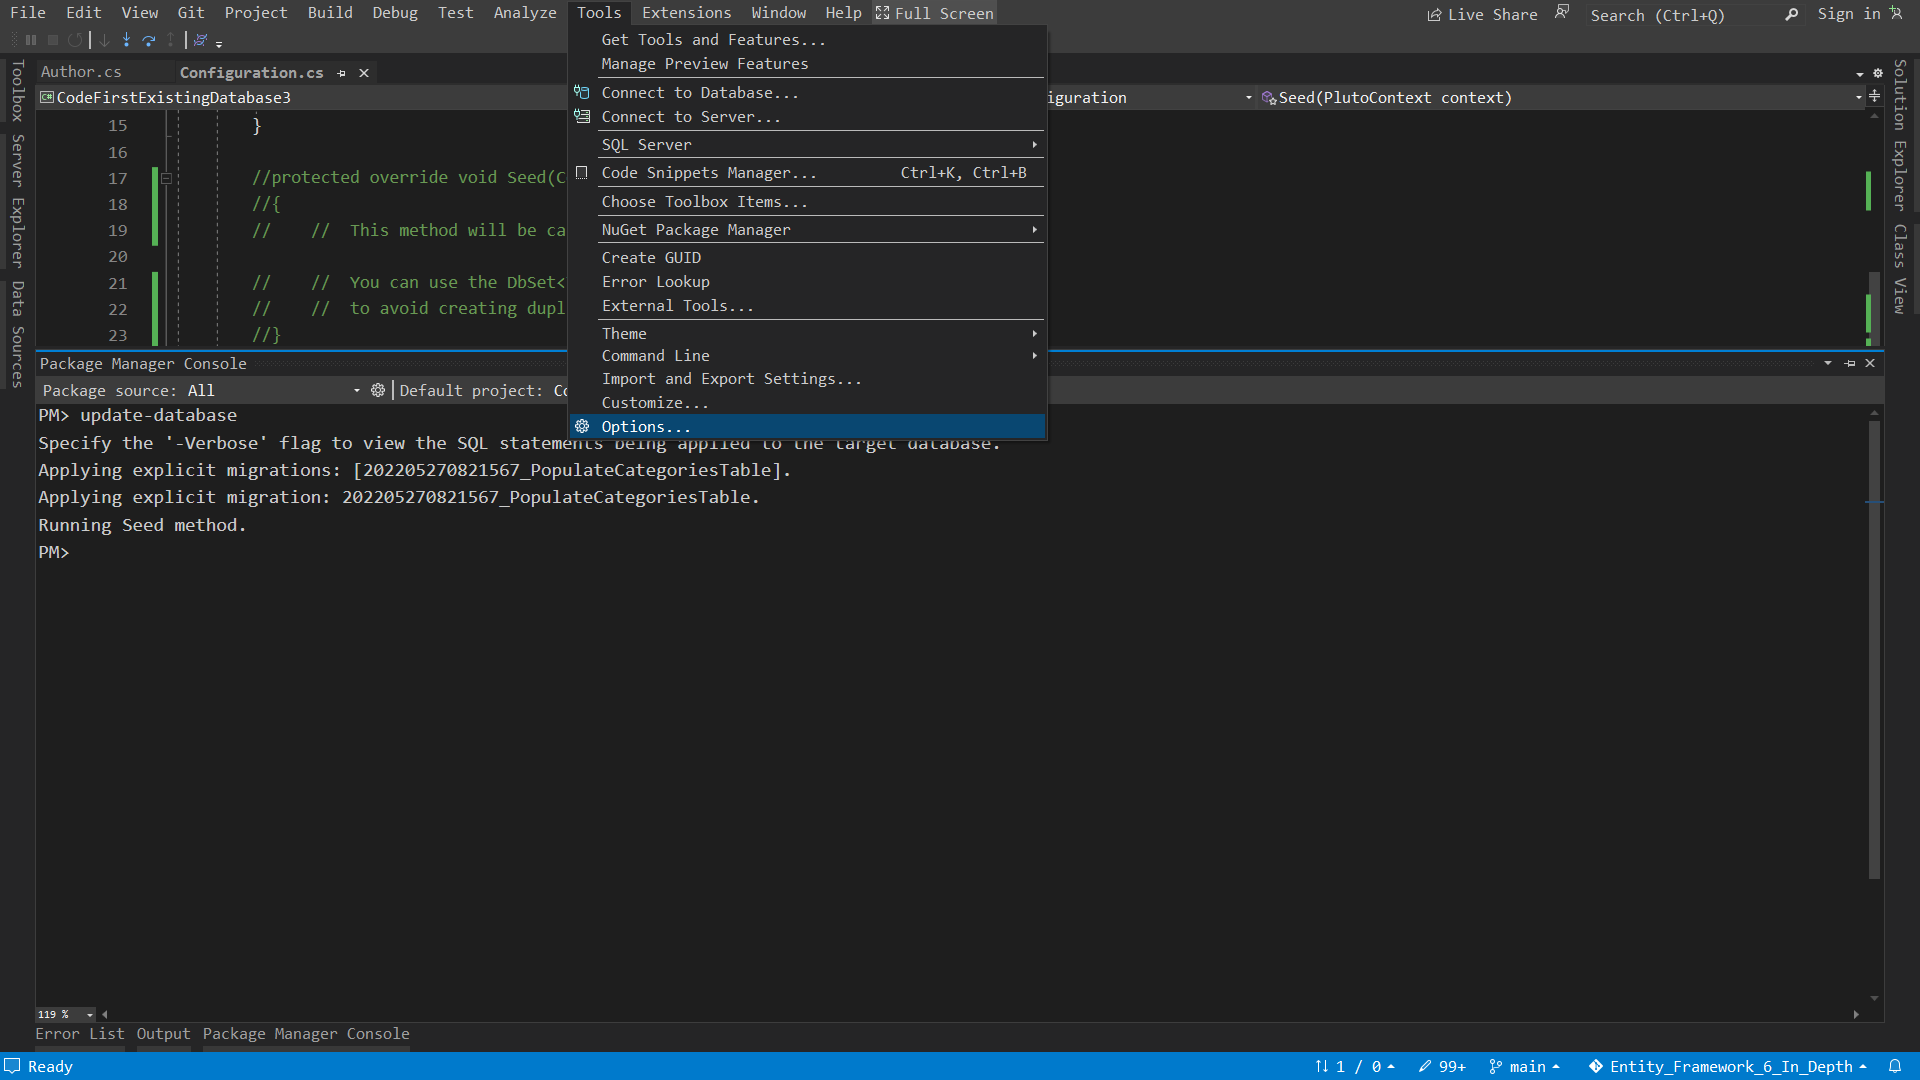 File Edit View Git Project Build Debug Test Analyze Tools Extensions Window Help Full Screen Live Share Search (Ctrl+Q) Sign in
Author.cs Configuration.cs
CodeFirstExistingDatabase3 iguration Seed(PlutoContext context)
15 }
16
17 //protected override void Seed(C
18 //{
19 // // This method will be ca
20
21 // // You can use the DbSet<
22 // // to avoid creating dupl
23 //}
Get Tools and Features...
Manage Preview Features
Connect to Database...
Connect to Server...
SQL Server
Code Snippets Manager... Ctrl+K, Ctrl+B
Choose Toolbox Items...
NuGet Package Manager
Create GUID
Error Lookup
External Tools...
Theme
Command Line
Import and Export Settings...
Customize...
Options...
Toolbox
Server Explorer
Data Sources
Solution Explorer
Class View
Package Manager Console
Package source: All Default project: Co
PM> update-database
Specify the '-Verbose' flag to view the SQL statements being applied to the target database.
Applying explicit migrations: [202205270821567_PopulateCategoriesTable].
Applying explicit migration: 202205270821567_PopulateCategoriesTable.
Running Seed method.
PM>
119 %
Error List Output Package Manager Console
Ready 1 / 0 99+ main Entity_Framework_6_In_Depth